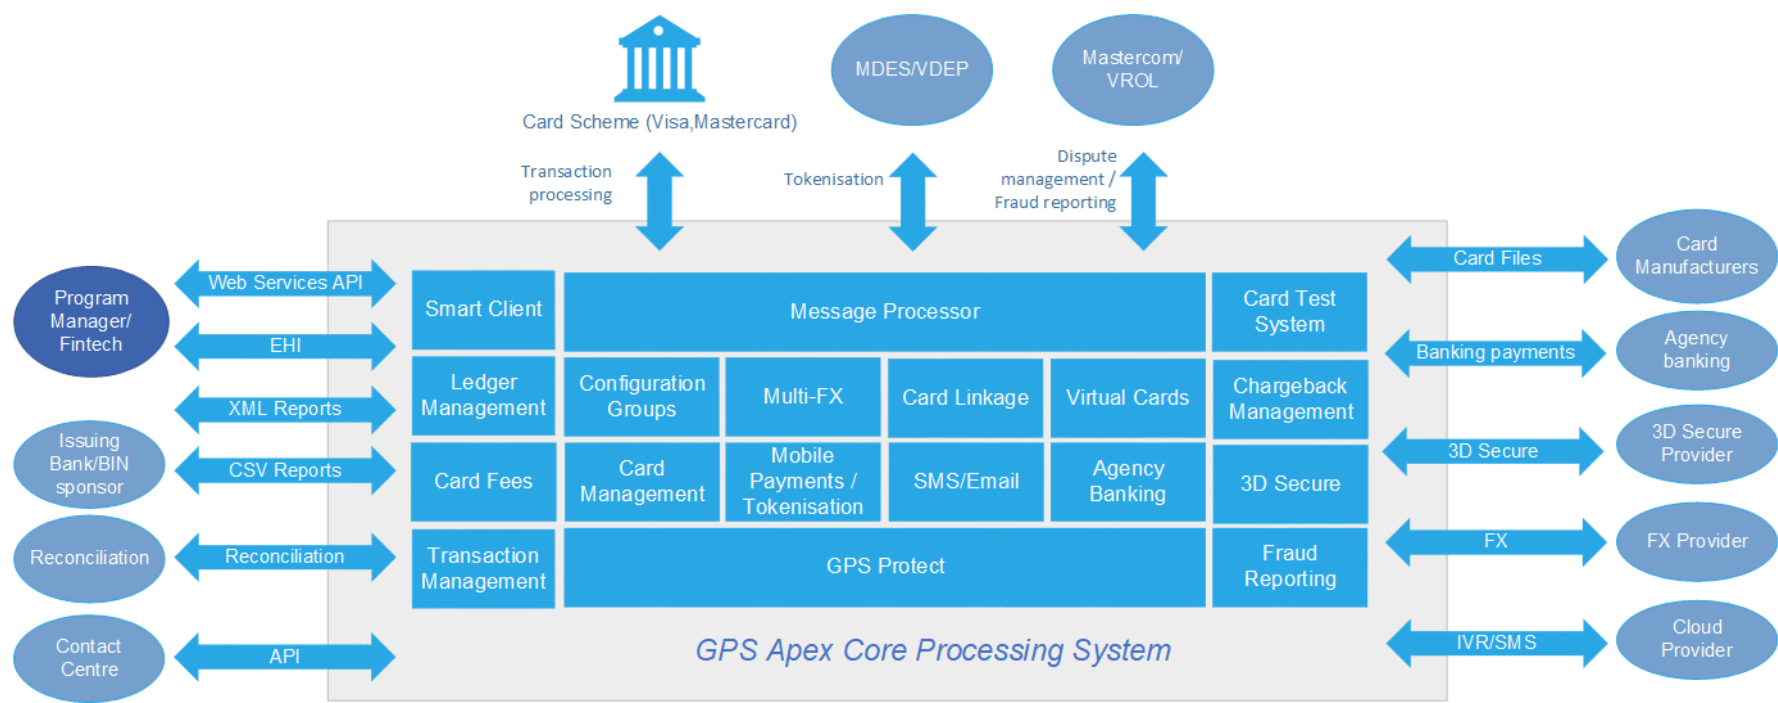 MDES/VDEP
Mastercom/
VROL
Card Scheme (Visa,Mastercard)
Transaction
processing
Tokenisation
Dispute
management /
Fraud reporting
Program
Manager/
Fintech
Issuing
Bank/BIN
sponsor
Reconciliation
Contact
Centre
Web Services API
EHI
XML Reports
CSV Reports
Reconciliation
API
Smart Client
Message Processor
Card Test
System
Ledger
Management
Configuration
Groups
Multi-FX
Card Linkage
Virtual Cards
Chargeback
Management
Card Fees
Card
Management
Mobile
Payments /
Tokenisation
SMS/Email
Agency
Banking
3D Secure
Transaction
Management
GPS Protect
Fraud
Reporting
GPS Apex Core Processing System
Card Files
Banking payments
3D Secure
FX
IVR/SMS
Card
Manufacturers
Agency
banking
3D Secure
Provider
FX Provider
Cloud
Provider